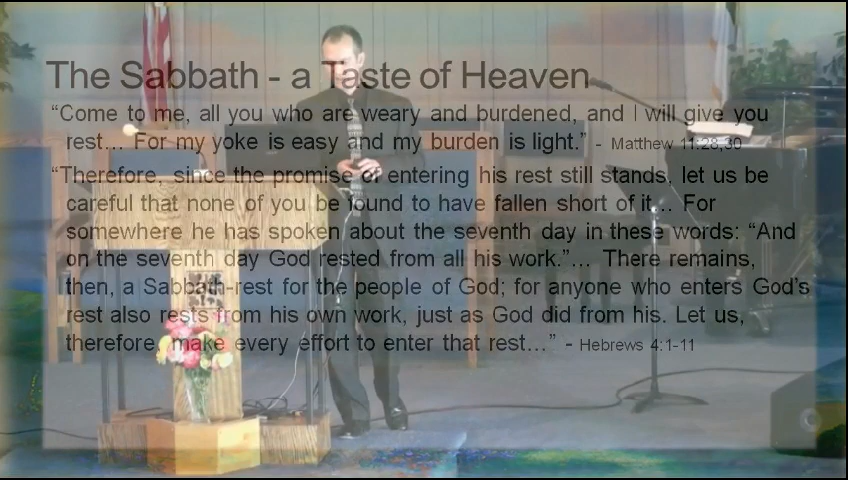 The Sabbath - a Taste of Heaven
“Come to me, all you who are weary and burdened, and I will give you
rest… For my yoke is easy and my burden is light.” - Matthew 11:28,30
“Therefore, since the promise of entering his rest still stands, let us be
careful that none of you be found to have fallen short of it… For
somewhere he has spoken about the seventh day in these words: “And
on the seventh day God rested from all his work.”… There remains,
then, a Sabbath-rest for the people of God; for anyone who enters God’s
rest also rests from his own work, just as God did from his. Let us,
therefore, make every effort to enter that rest…” - Hebrews 4:1-11